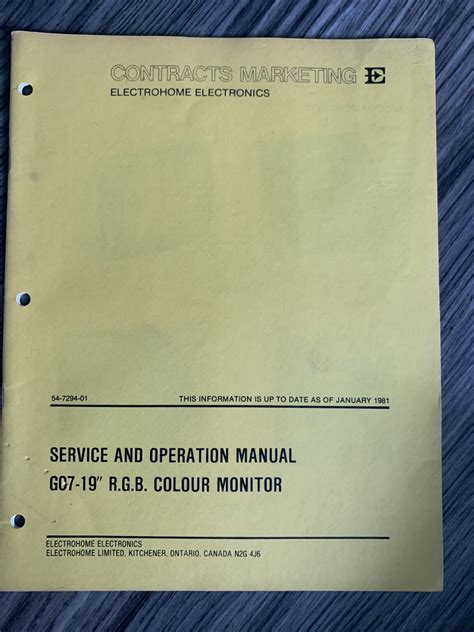 CONTRACTS MARKETING E
ELECTROHOME ELECTRONICS
54-7294-01 THIS INFORMATION IS UP TO DATE AS OF JANUARY 1981
SERVICE AND OPERATION MANUAL
GO7-19" R.G.B. COLOUR MONITOR
ELECTROHOME ELECTRONICS
ELECTROHOME LIMITED, KITCHENER, ONTARIO, CANADA N2G 4J6